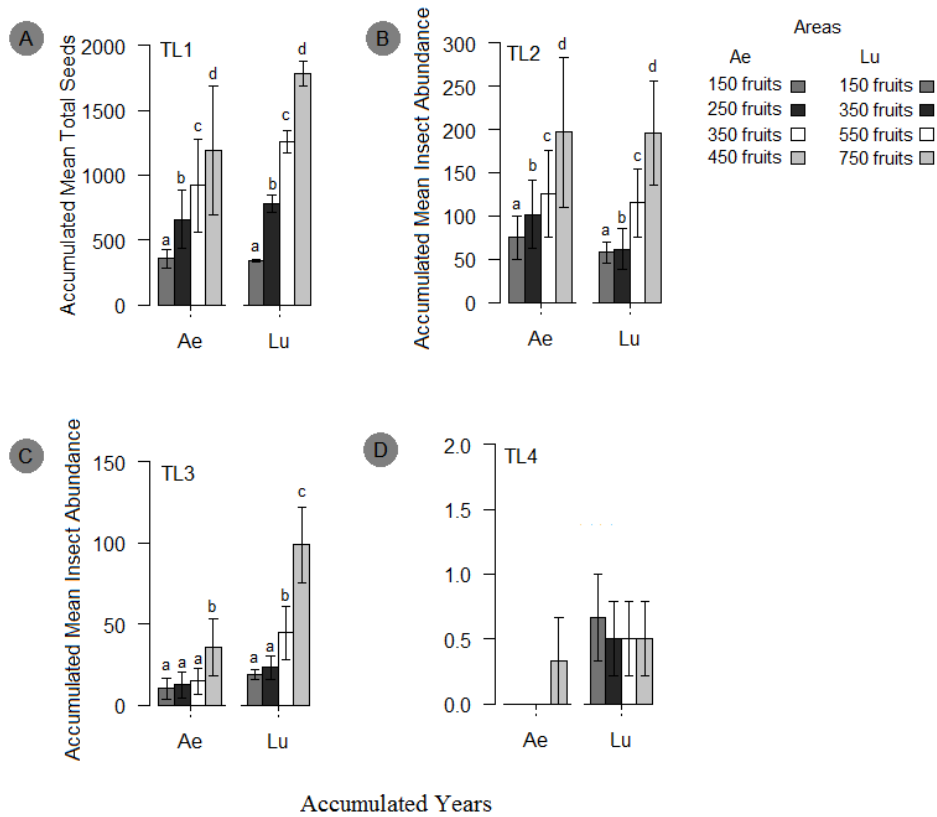 A
TL1
Accumulated Mean Total Seeds
2000
1500
1000
500
0
a
b
c
d
a
b
c
d
Ae
Lu
B
TL2
Accumulated Mean Insect Abundance
300
250
200
150
100
50
0
a
b
c
d
a
b
c
d
Ae
Lu
Areas
Ae Lu
150 fruits 150 fruits
250 fruits 350 fruits
350 fruits 550 fruits
450 fruits 750 fruits
C
TL3
Accumulated Mean Insect Abundance
150
100
50
0
a
a
a
b
a
a
b
c
Ae
Lu
D
TL4
2.0
1.5
1.0
0.5
0.0
Ae
Lu
Accumulated Years